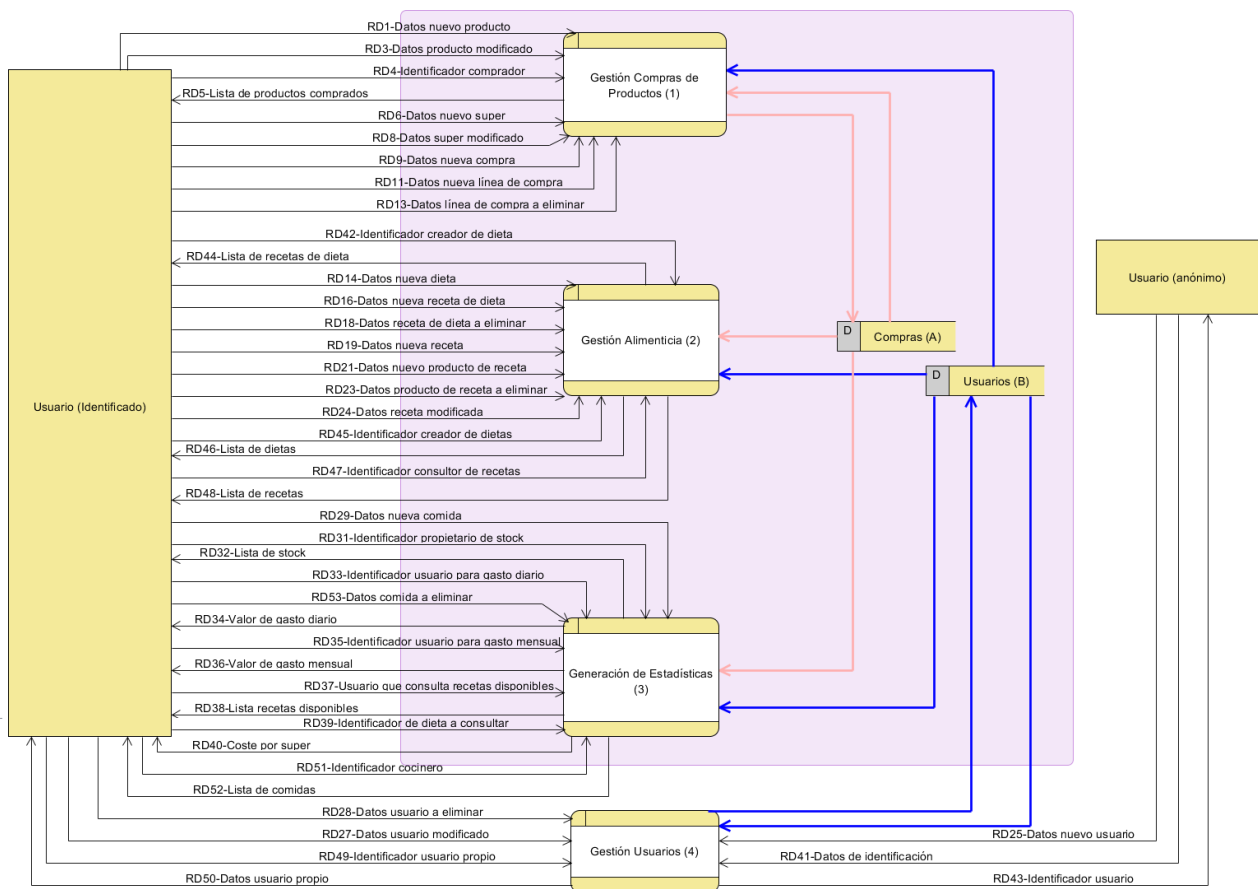 RD1-Datos nuevo producto
RD3-Datos producto modificado
RD4-Identificador comprador
RD5-Lista de productos comprados
RD6-Datos nuevo super
RD8-Datos super modificado
RD9-Datos nueva compra
RD11-Datos nueva línea de compra
RD13-Datos línea de compra a eliminar
Gestión Compras de
Productos (1)
RD42-Identificador creador de dieta
RD44-Lista de recetas de dieta
RD14-Datos nueva dieta
RD16-Datos nueva receta de dieta
RD18-Datos receta de dieta a eliminar
RD19-Datos nueva receta
RD21-Datos nuevo producto de receta
RD23-Datos producto de receta a eliminar
RD24-Datos receta modificada
RD45-Identificador creador de dietas
RD46-Lista de dietas
RD47-Identificador consultor de recetas
RD48-Lista de recetas
Gestión Alimenticia (2)
D
Compras (A)
D
Usuarios (B)
Usuario (anónimo)
Usuario (Identificado)
RD29-Datos nueva comida
RD31-Identificador propietario de stock
RD32-Lista de stock
RD33-Identificador usuario para gasto diario
RD53-Datos comida a eliminar
RD34-Valor de gasto diario
RD35-Identificador usuario para gasto mensual
RD36-Valor de gasto mensual
RD37-Usuario que consulta recetas disponibles
RD38-Lista recetas disponibles
RD39-Identificador de dieta a consultar
RD40-Coste por super
RD51-Identificador cocinero
RD52-Lista de comidas
Generación de Estadísticas
(3)
RD28-Datos usuario a eliminar
RD27-Datos usuario modificado
RD49-Identificador usuario propio
RD50-Datos usuario propio
Gestión Usuarios (4)
RD25-Datos nuevo usuario
RD41-Datos de identificación
RD43-Identificador usuario